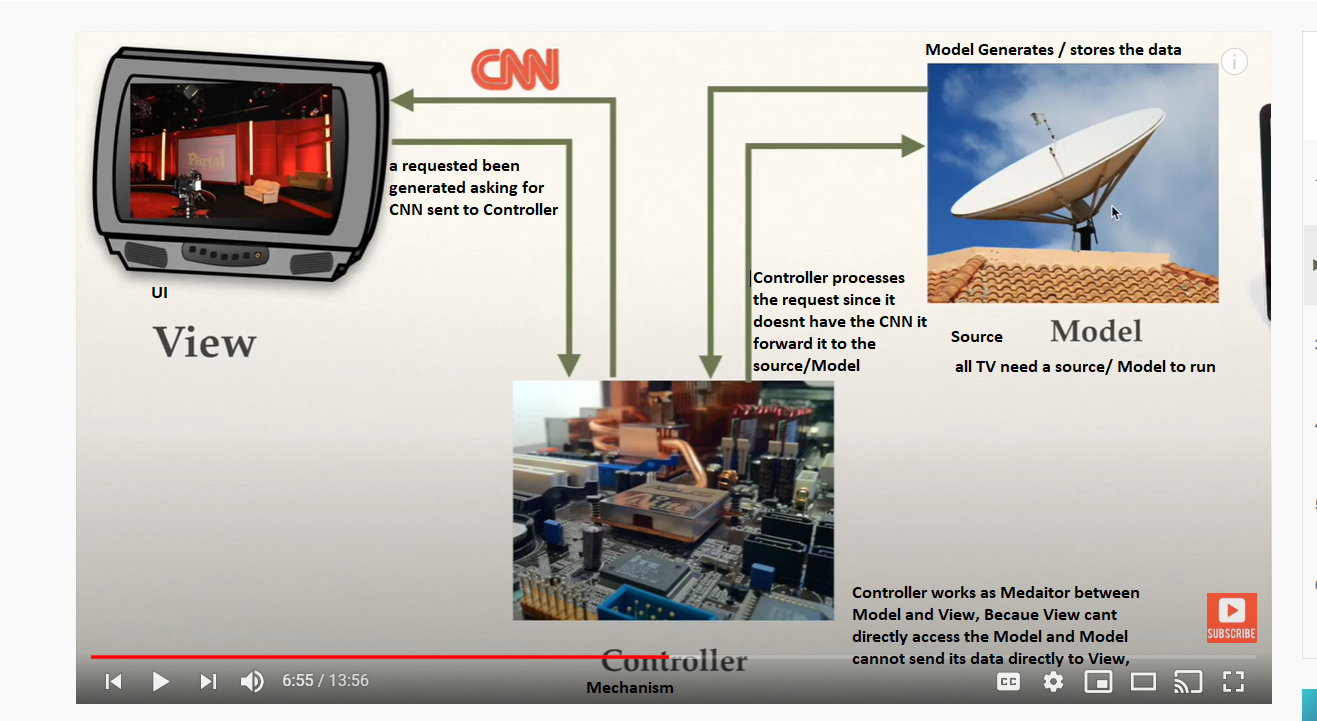 CNN
Model Generates / stores the data
Partai
a requested been
generated asking for
CNN sent to Controller
Controller processes
the request since it
doesnt have the CNN it
forward it to the
source/Model
UI
View
Source
Model
all TV need a source/ Model to run
Controller works as Medaitor between
Model and View, Becaue View cant
directly access the Model and Model
cannot send its data directly to View,
SUBSCRIBE
Controller
Mechanism
6:55 / 13:56
CC